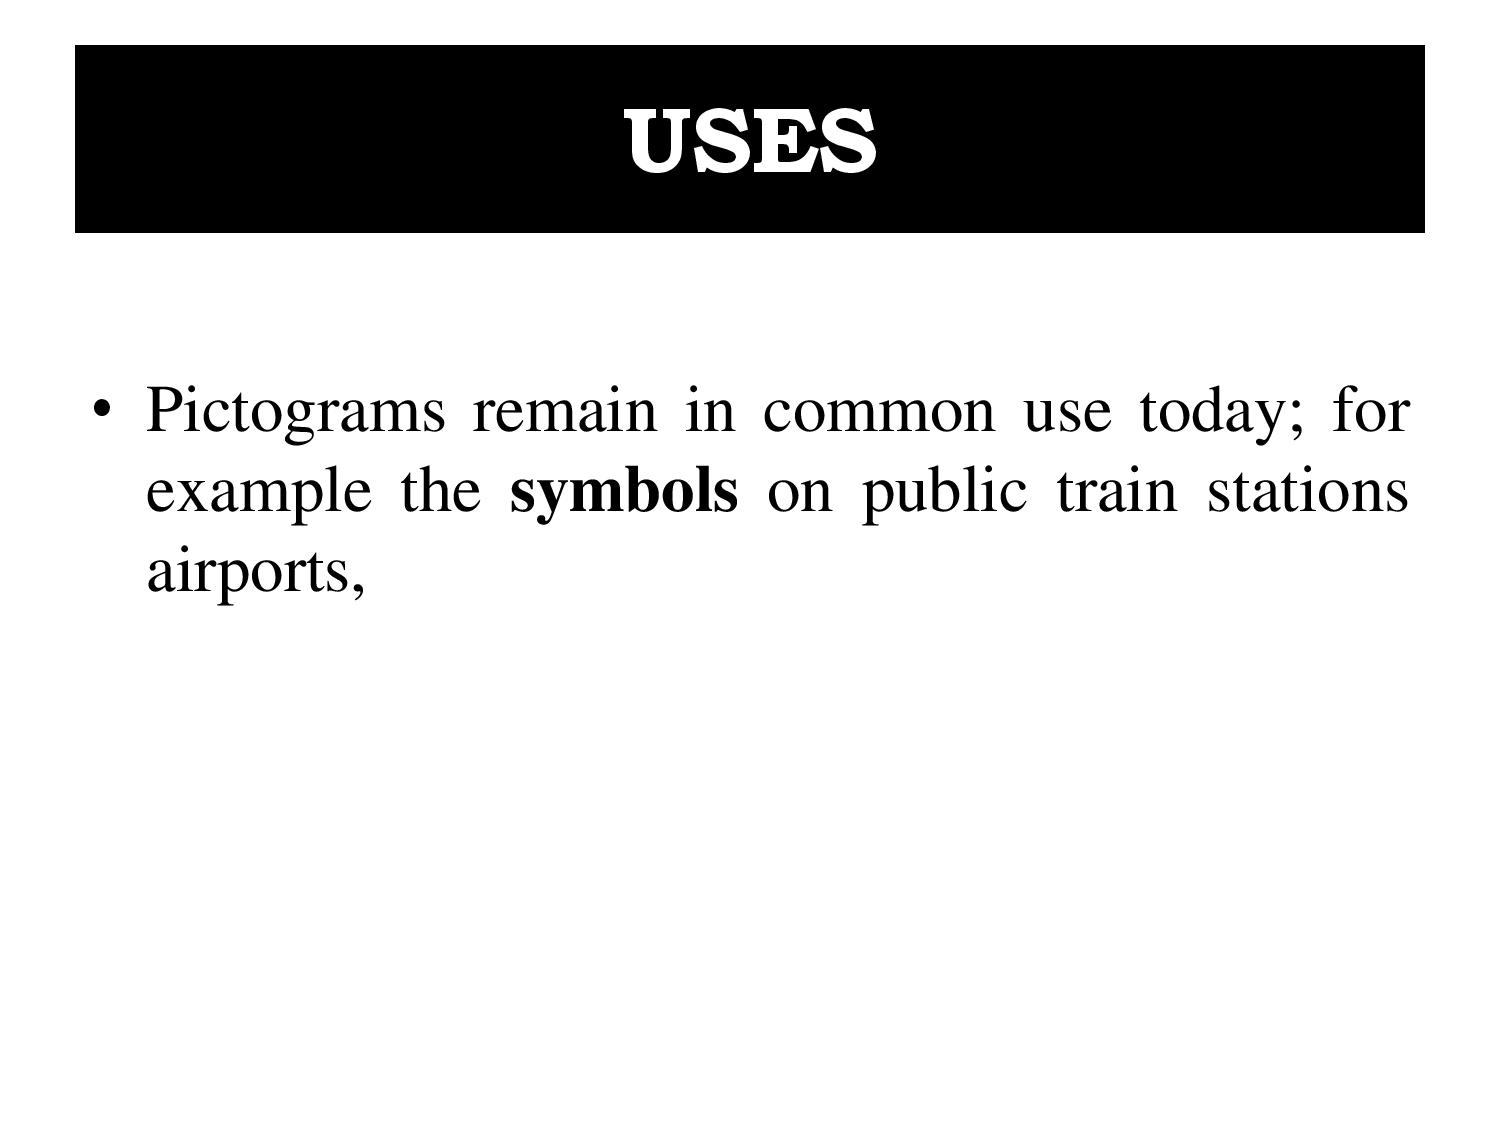 USES
• Pictograms remain in common use today; for
example the symbols on public train stations
airports,